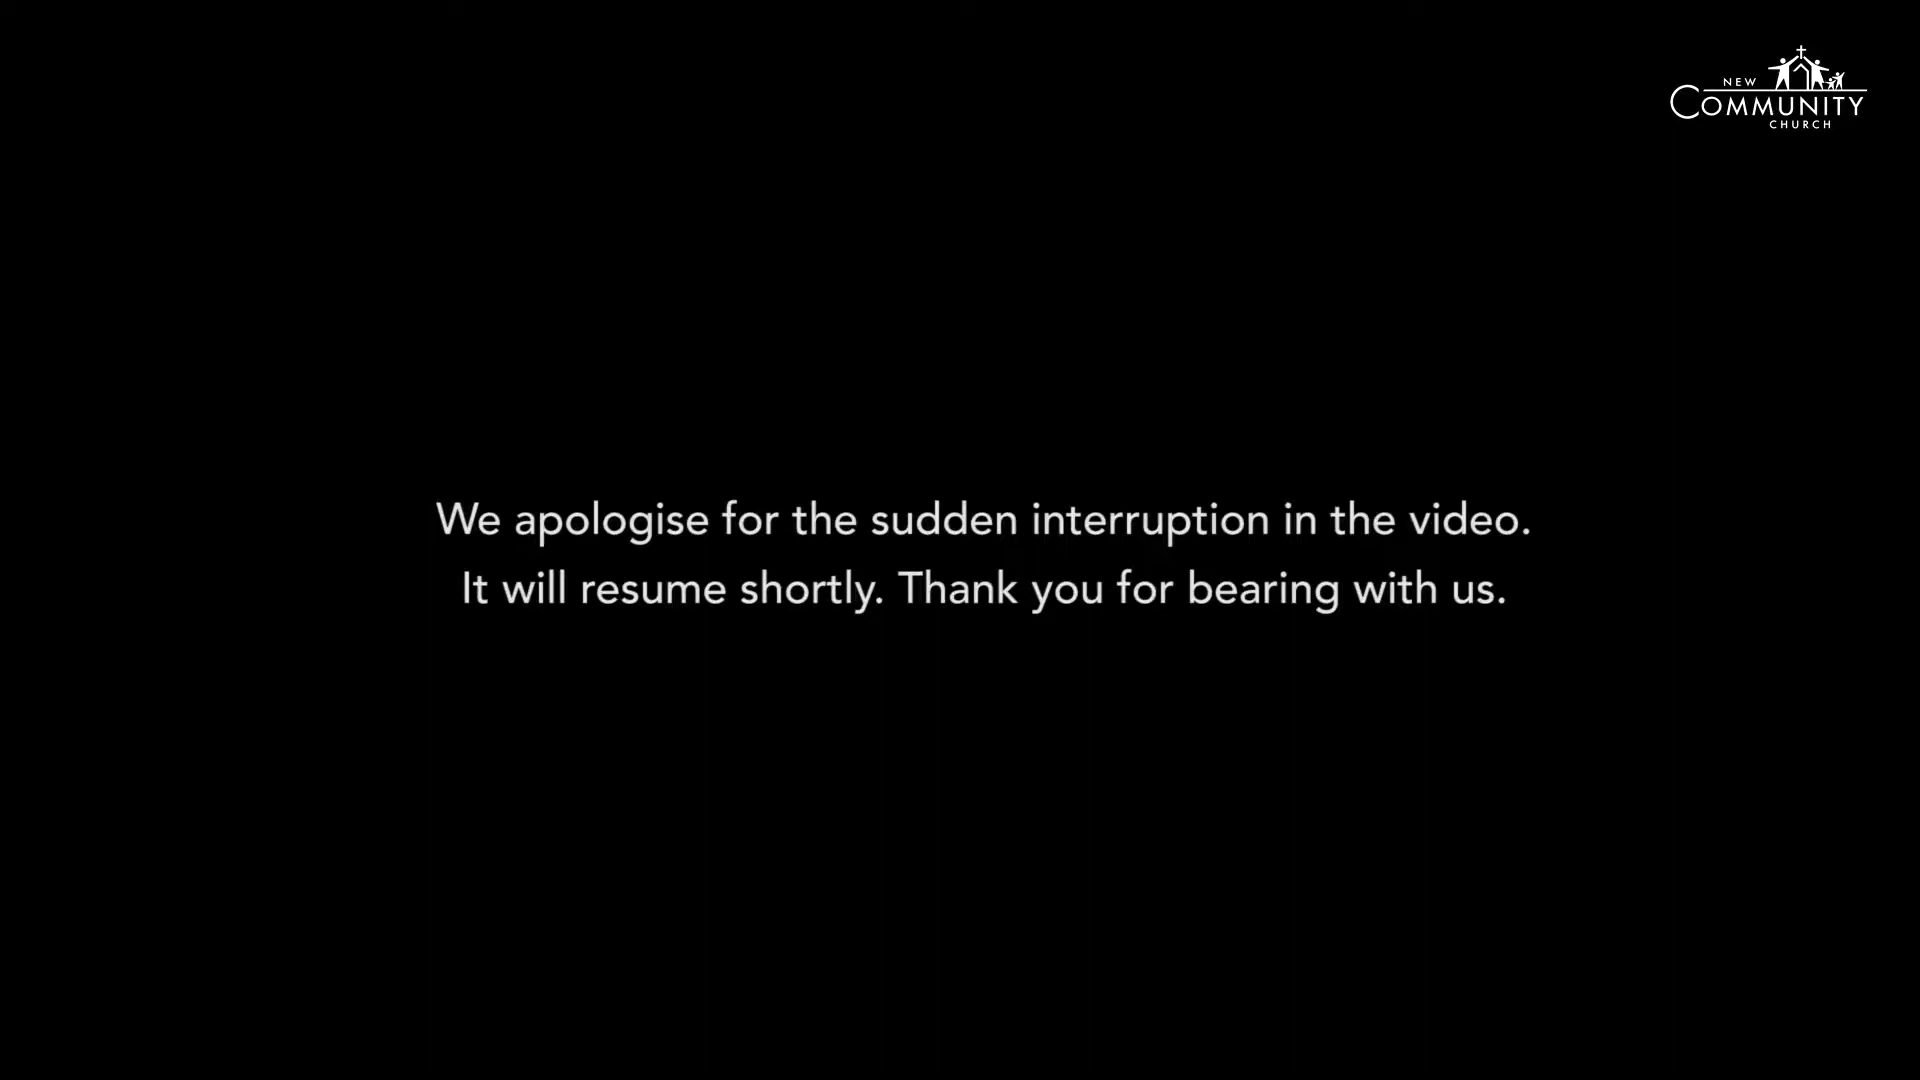 NEW
COMMUNITY
CHURCH
We apologise for the sudden interruption in the video.
It will resume shortly. Thank you for bearing with us.